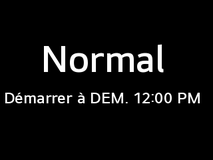 Normal
Démarrer à DEM. 12:00 PM